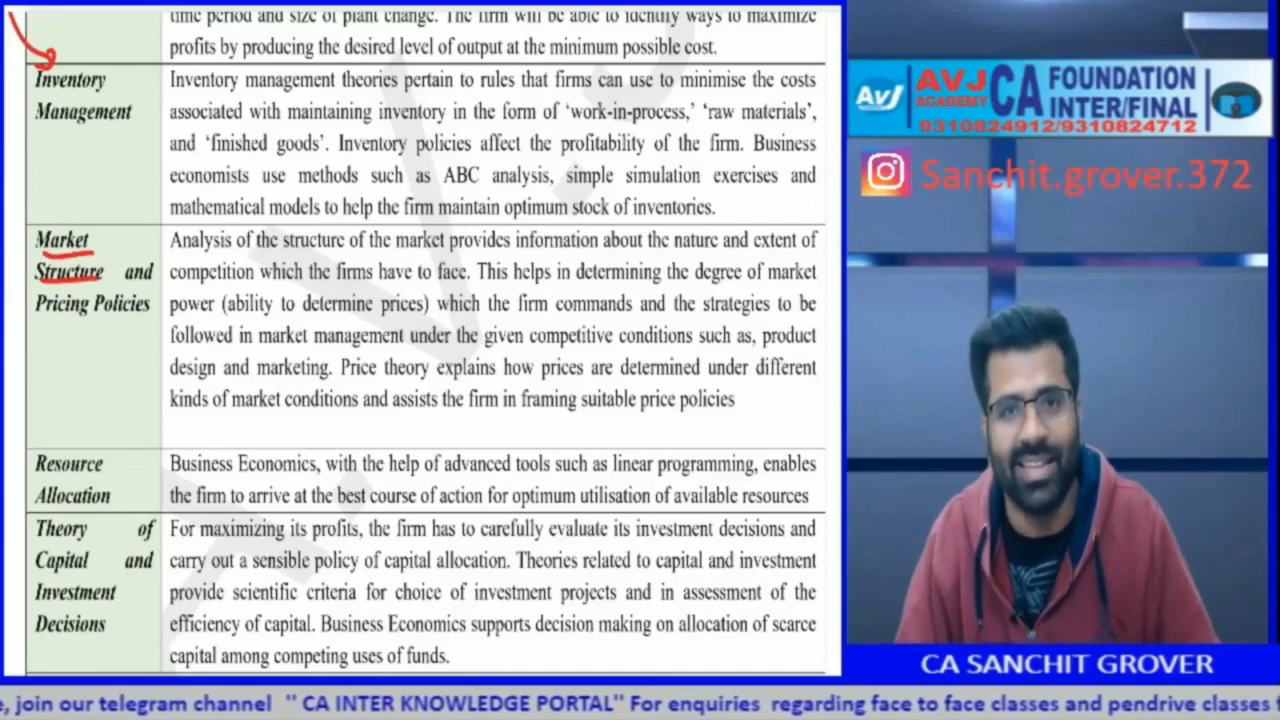 time period and size of plant change. The firm will be able to identify ways to maximize
profits by producing the desired level of output at the minimum possible cost.
Inventory
Management
Inventory management theories pertain to rules that firms can use to minimise the costs
associated with maintaining inventory in the form of ‘work-in-process,’ ‘raw materials’,
and ‘finished goods’. Inventory policies affect the profitability of the firm. Business
economists use methods such as ABC analysis, simple simulation exercises and
mathematical models to help the firm maintain optimum stock of inventories.
Market
Structure and
Pricing Policies
Analysis of the structure of the market provides information about the nature and extent of
competition which the firms have to face. This helps in determining the degree of market
power (ability to determine prices) which the firm commands and the strategies to be
followed in market management under the given competitive conditions such as, product
design and marketing. Price theory explains how prices are determined under different
kinds of market conditions and assists the firm in framing suitable price policies
Resource
Allocation
Business Economics, with the help of advanced tools such as linear programming, enables
the firm to arrive at the best course of action for optimum utilisation of available resources
Theory of
Capital and
Investment
Decisions
For maximizing its profits, the firm has to carefully evaluate its investment decisions and
carry out a sensible policy of capital allocation. Theories related to capital and investment
provide scientific criteria for choice of investment projects and in assessment of the
efficiency of capital. Business Economics supports decision making on allocation of scarce
capital among competing uses of funds.
AVJ
AVJ
ACADEMY
CA
FOUNDATION
INTER/FINAL
9310824912/9310824712
Sanchit.grover.372
CA SANCHIT GROVER
e, join our telegram channel " CA INTER KNOWLEDGE PORTAL" For enquiries regarding face to face classes and pendrive classes